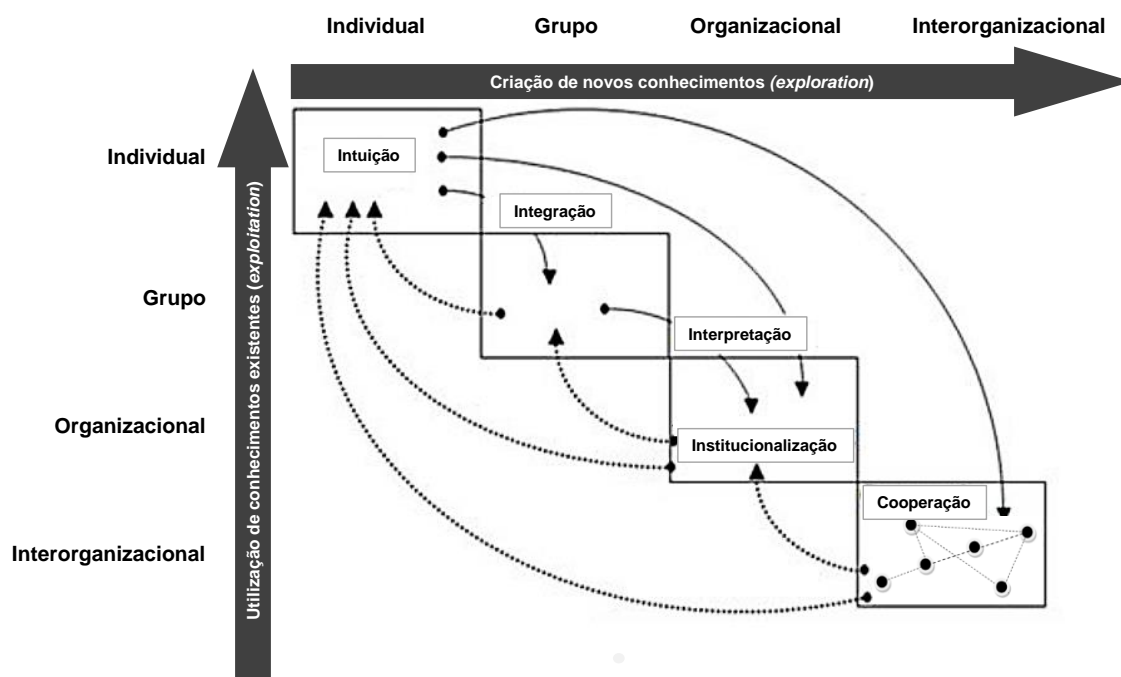 Individual Grupo Organizacional Interorganizacional
Criação de novos conhecimentos (exploration)
Utilização de conhecimentos existentes (exploitation)
Individual
Intuição
Integração
Grupo
Interpretação
Organizacional
Institucionalização
Cooperação
Interorganizacional